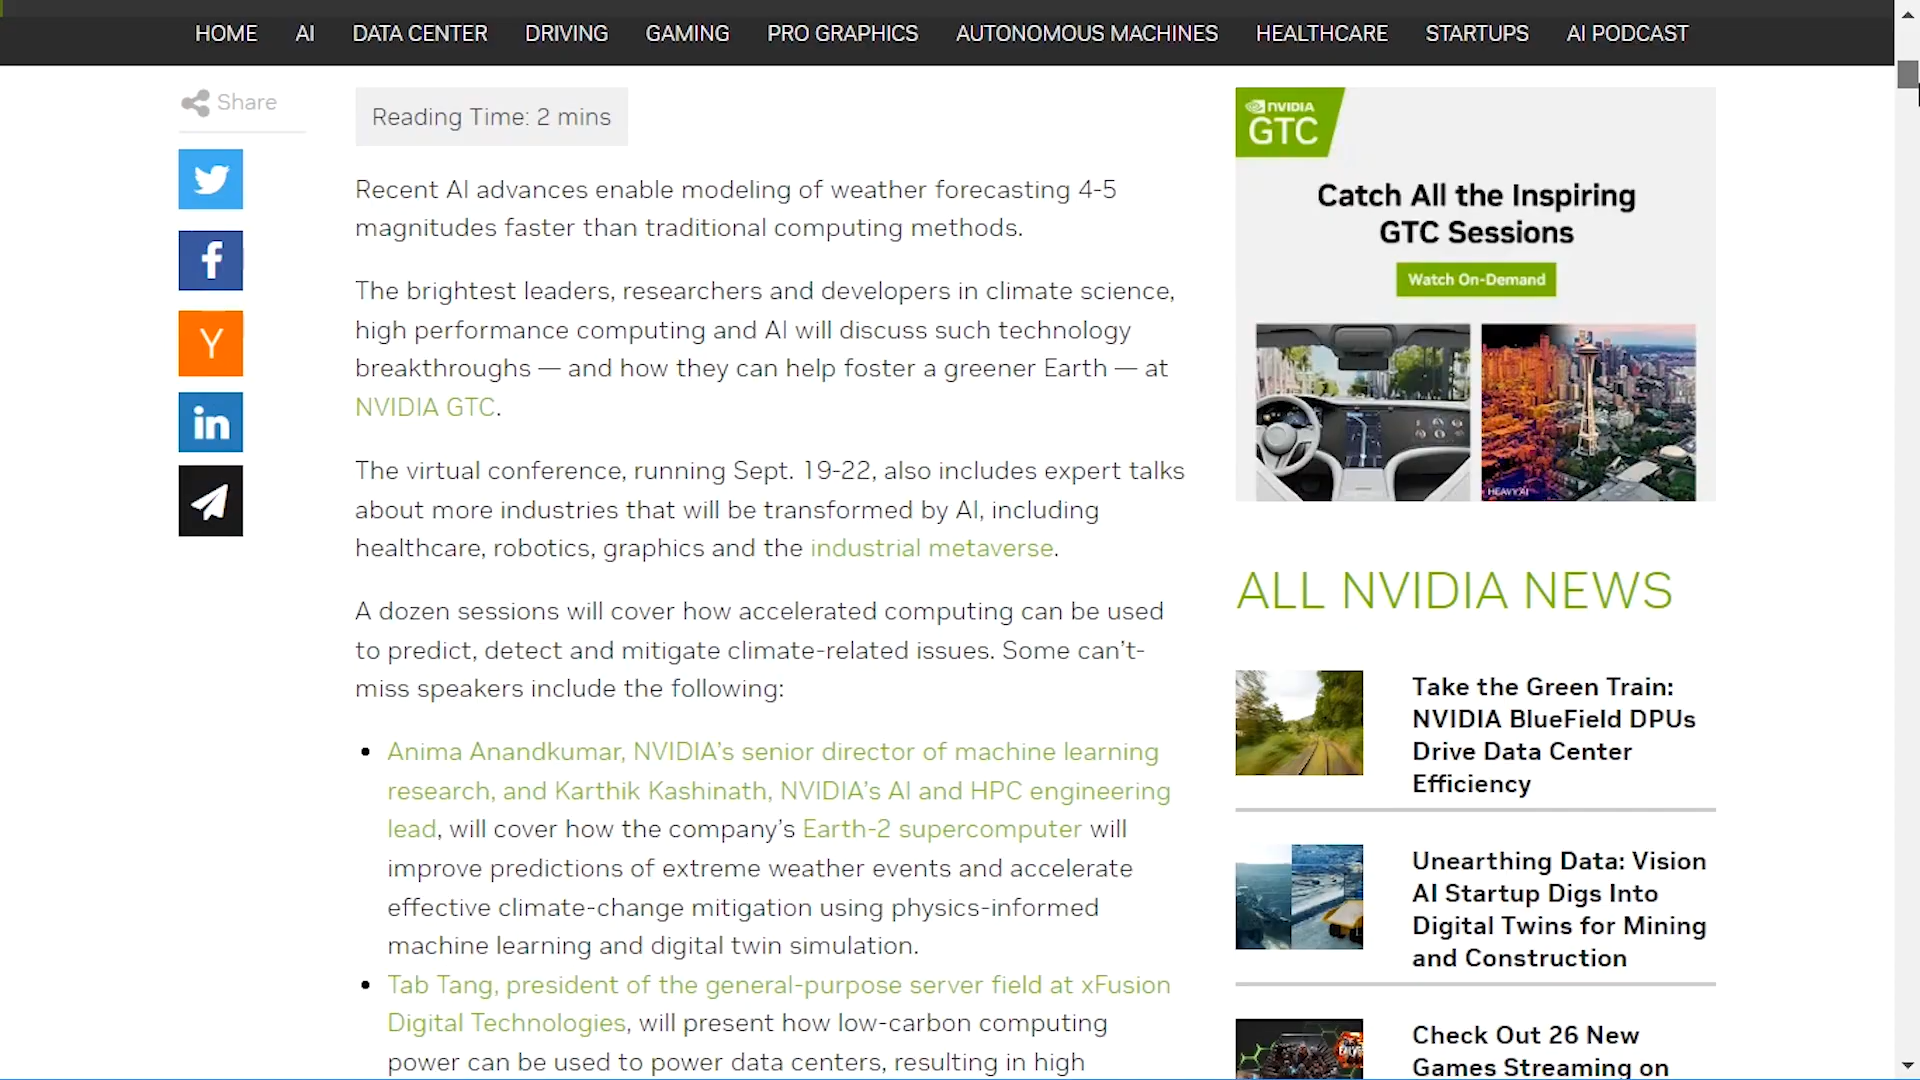 HOME AI DATA CENTER DRIVING GAMING PRO GRAPHICS AUTONOMOUS MACHINES HEALTHCARE STARTUPS AI PODCAST
Share
Reading Time: 2 mins
Recent AI advances enable modeling of weather forecasting 4-5
magnitudes faster than traditional computing methods.
The brightest leaders, researchers and developers in climate science,
high performance computing and AI will discuss such technology
breakthroughs — and how they can help foster a greener Earth — at
NVIDIA GTC.
The virtual conference, running Sept. 19-22, also includes expert talks
about more industries that will be transformed by AI, including
healthcare, robotics, graphics and the industrial metaverse.
A dozen sessions will cover how accelerated computing can be used
to predict, detect and mitigate climate-related issues. Some can’t-
miss speakers include the following:
• Anima Anandkumar, NVIDIA’s senior director of machine learning
research, and Karthik Kashinath, NVIDIA’s AI and HPC engineering
lead, will cover how the company’s Earth-2 supercomputer will
improve predictions of extreme weather events and accelerate
effective climate-change mitigation using physics-informed
machine learning and digital twin simulation.
• Tab Tang, president of the general-purpose server field at xFusion
Digital Technologies, will present how low-carbon computing
power can be used to power data centers, resulting in high
NVIDIA
GTC
Catch All the Inspiring
GTC Sessions
Watch On-Demand
HEAVY.AI
ALL NVIDIA NEWS
Take the Green Train:
NVIDIA BlueField DPUs
Drive Data Center
Efficiency
Unearthing Data: Vision
AI Startup Digs Into
Digital Twins for Mining
and Construction
Check Out 26 New
Games Streaming on